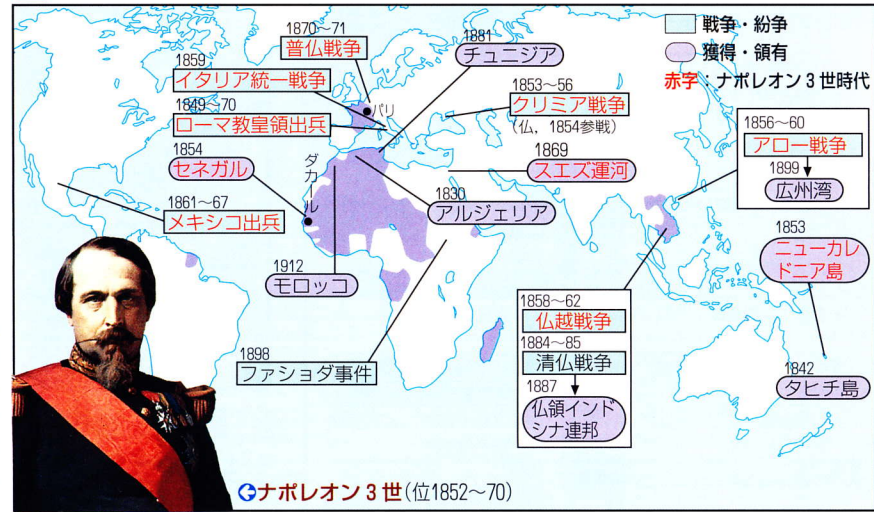 1870〜71
普仏戦争
1881
チュニジア
戦争・紛争
獲得・領有
赤字：ナポレオン3世時代
1859
イタリア統一戦争
パリ
1853〜56
クリミア戦争
(仏，1854参戦)
1849〜70
ローマ教皇領出兵
1856〜60
アロー戦争
1899
広州湾
1854
セネガル
ダカール
1869
スエズ運河
1830
アルジェリア
1861〜67
メキシコ出兵
1853
ニューカレ
ドニア島
1912
モロッコ
1858〜62
仏越戦争
1884〜85
清仏戦争
1887
仏領インド
シナ連邦
1898
ファショダ事件
1842
タヒチ島
ナポレオン3世(位1852〜70)